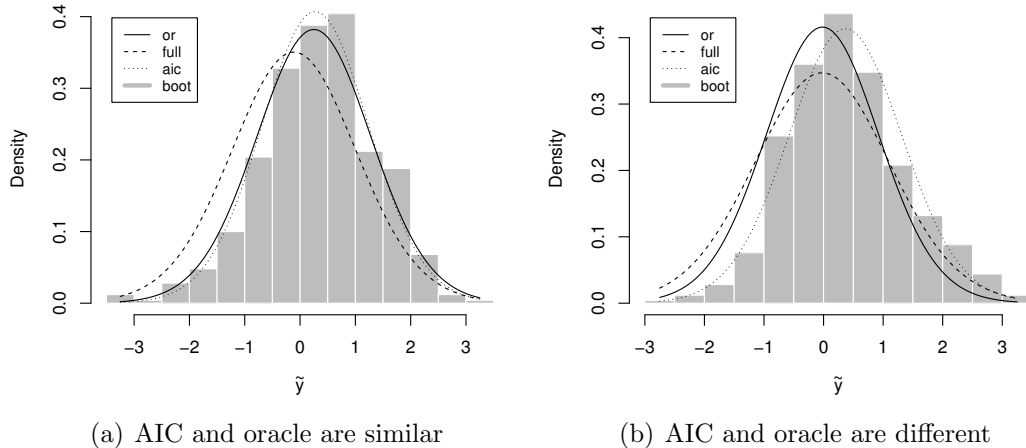 0.4
0.3
0.2
0.1
0.0
Density
or
full
aic
boot
−3 −2 −1 0 1 2 3
ỹ
(a) AIC and oracle are similar
0.4
0.3
0.2
0.1
0.0
Density
or
full
aic
boot
−3 −2 −1 0 1 2 3
ỹ
(b) AIC and oracle are different